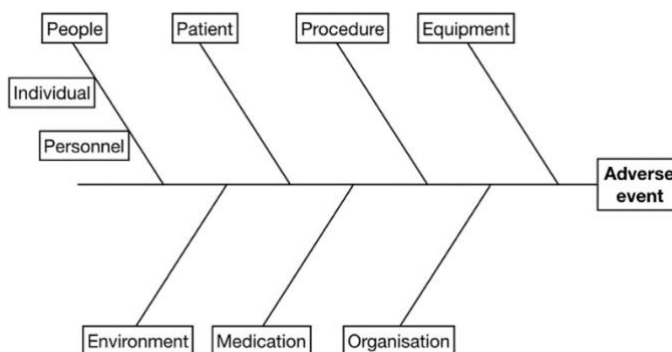 People
Patient
Procedure
Equipment
Individual
Personnel
Adverse
event
Environment
Medication
Organisation